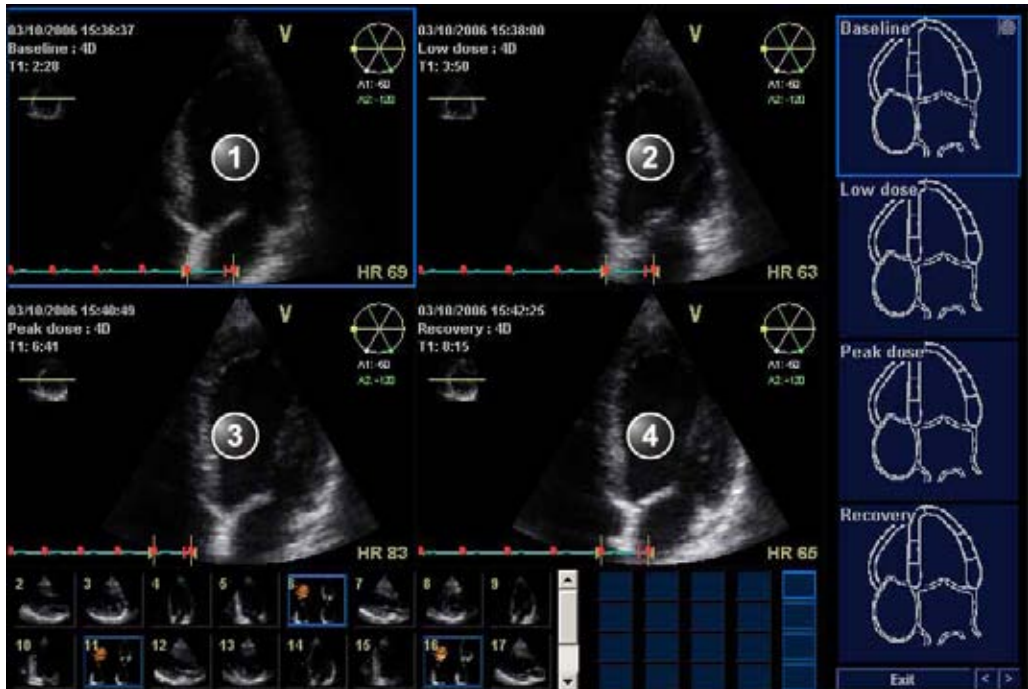 03/10/2006 15:36:37
Baseline : 4D
T1: 2:28
V
A1:-60
A2:-120
1
HR 69
03/10/2006 15:38:00
Low dose : 4D
T1: 3:50
V
A1:-60
A2:-120
2
HR 63
03/10/2006 15:40:49
Peak dose : 4D
T1: 6:41
V
A1:-60
3
HR 83
03/10/2006 15:42:25
Recovery : 4D
T1: 8:15
V
A1:-60
4
HR 65
Baseline
Low dose
Peak dose
Recovery
2 3 4 5 6 7 8 9
10 11 12 13 14 15 16 17
Exit < >